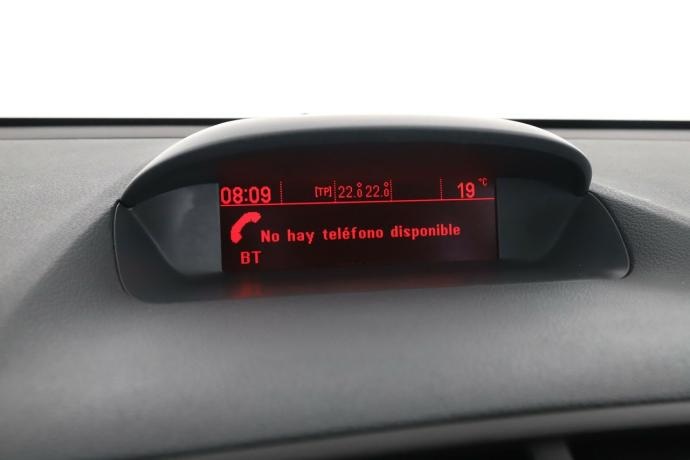 08:09 [TP] 22.0° 22.0° 19 °C
No hay teléfono disponible
BT